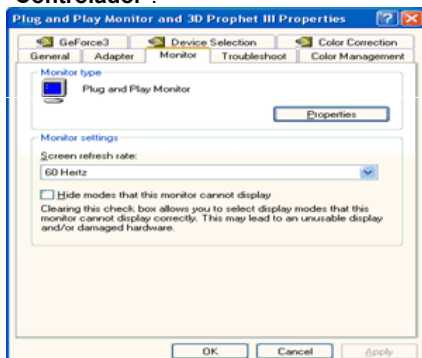 Controlador".
Plug and Play Monitor and 3D Prophet III Properties
GeForce3 Device Selection Color Correction
General Adapter Monitor Troubleshoot Color Management
Monitor type
Plug and Play Monitor
Properties
Monitor settings
Screen refresh rate:
60 Hertz
Hide modes that this monitor cannot display
Clearing this check box allows you to select display modes that this
monitor cannot display correctly. This may lead to an unusable display
and/or damaged hardware.
OK Cancel Apply